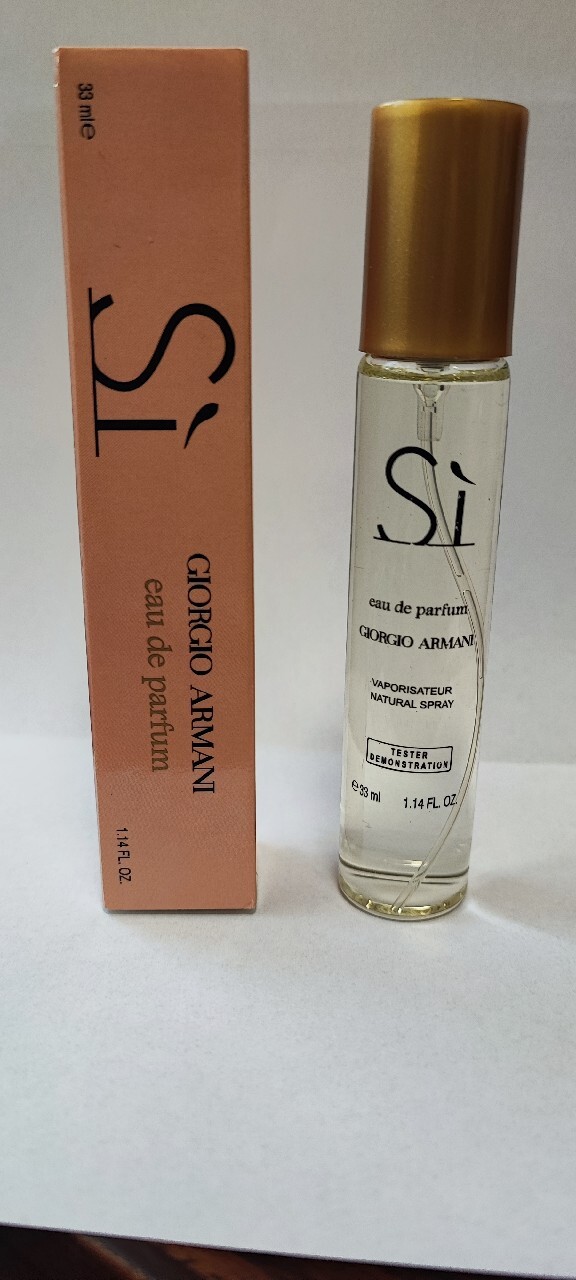 33 ml e
Sì
GIORGIO ARMANI
eau de parfum
1.14 FL. OZ.
Sì
eau de parfum
GIORGIO ARMANI
VAPORISATEUR
NATURAL SPRAY
TESTER
DEMONSTRATION
e 33 ml 1.14 FL. OZ.